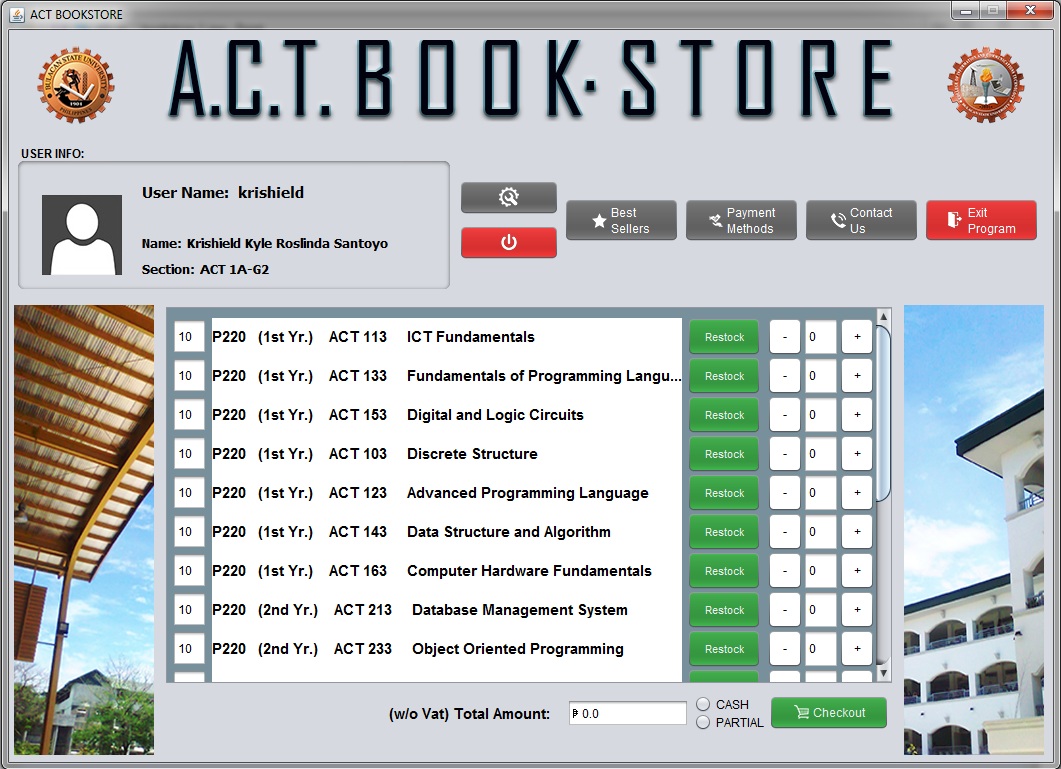 ACT BOOKSTORE
A.C.T. BOOK·STORE
BULACAN STATE UNIVERSITY
1904
PHILIPPINES
USER INFO:
User Name: krishield
Name: Krishield Kyle Roslinda Santoyo
Section: ACT 1A-G2
Best Sellers
Payment Methods
Contact Us
Exit Program
10 P220 (1st Yr.) ACT 113 ICT Fundamentals Restock - 0 +
10 P220 (1st Yr.) ACT 133 Fundamentals of Programming Langu... Restock - 0 +
10 P220 (1st Yr.) ACT 153 Digital and Logic Circuits Restock - 0 +
10 P220 (1st Yr.) ACT 103 Discrete Structure Restock - 0 +
10 P220 (1st Yr.) ACT 123 Advanced Programming Language Restock - 0 +
10 P220 (1st Yr.) ACT 143 Data Structure and Algorithm Restock - 0 +
10 P220 (1st Yr.) ACT 163 Computer Hardware Fundamentals Restock - 0 +
10 P220 (2nd Yr.) ACT 213 Database Management System Restock - 0 +
10 P220 (2nd Yr.) ACT 233 Object Oriented Programming Restock - 0 +
(w/o Vat) Total Amount: ₱ 0.0
CASH
PARTIAL
Checkout